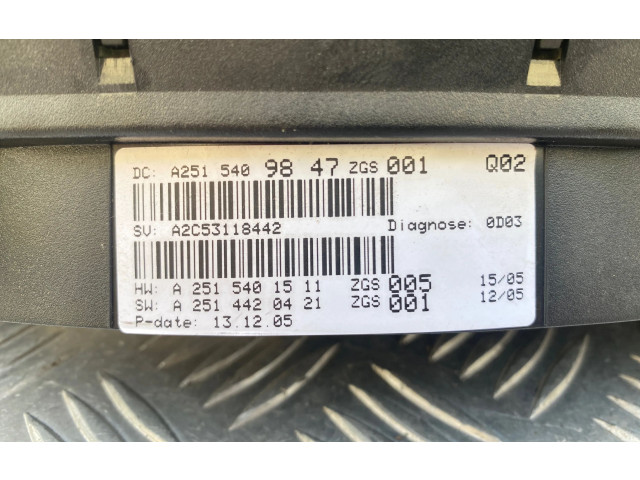 DC: A251 540 98 47 ZGS 001 Q02
SV: A2C53118442 Diagnose: 0D03
HW: A 251 540 15 11 ZGS 005 15/05
SW: A 251 442 04 21 ZGS 001 12/05
P-date: 13.12.05